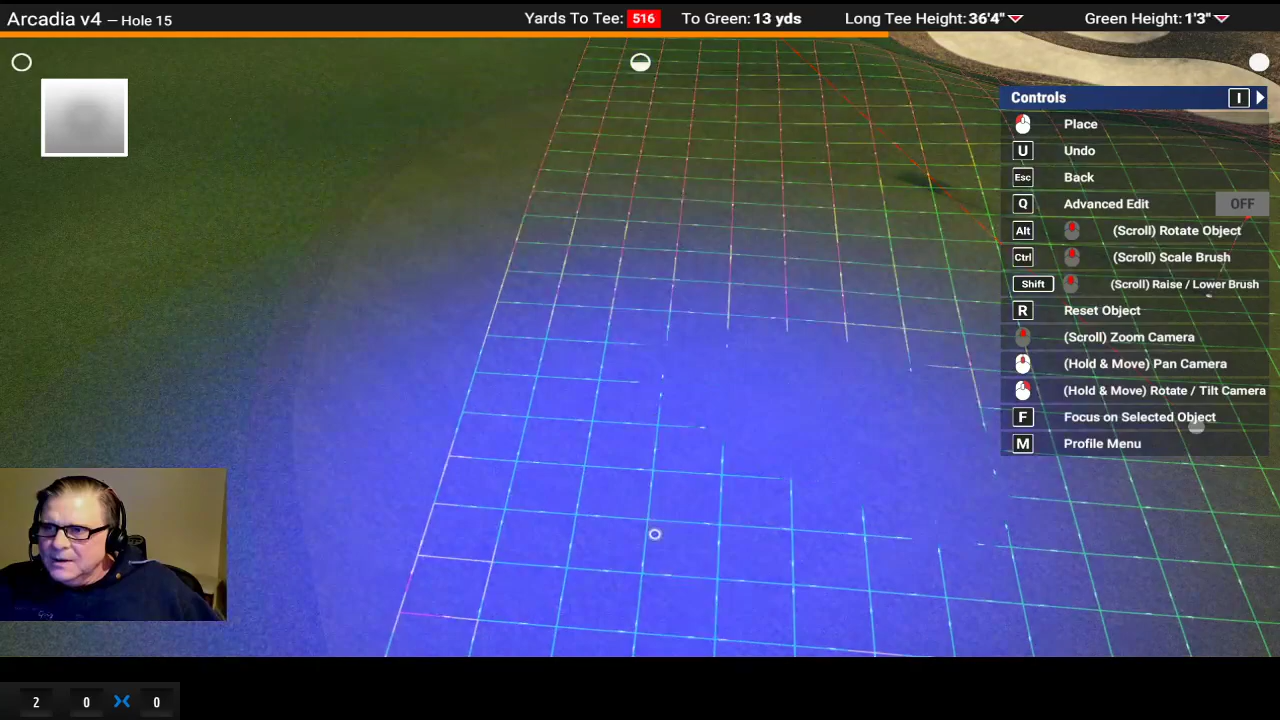 Arcadia v4 – Hole 15
Yards To Tee: 516 To Green: 13 yds Long Tee Height: 36'4" Green Height: 1'3"
Controls I
Place
U Undo
Esc Back
Q Advanced Edit OFF
Alt (Scroll) Rotate Object
Ctrl (Scroll) Scale Brush
Shift (Scroll) Raise / Lower Brush
R Reset Object
(Scroll) Zoom Camera
(Hold & Move) Pan Camera
(Hold & Move) Rotate / Tilt Camera
F Focus on Selected Object
M Profile Menu
2 0 0